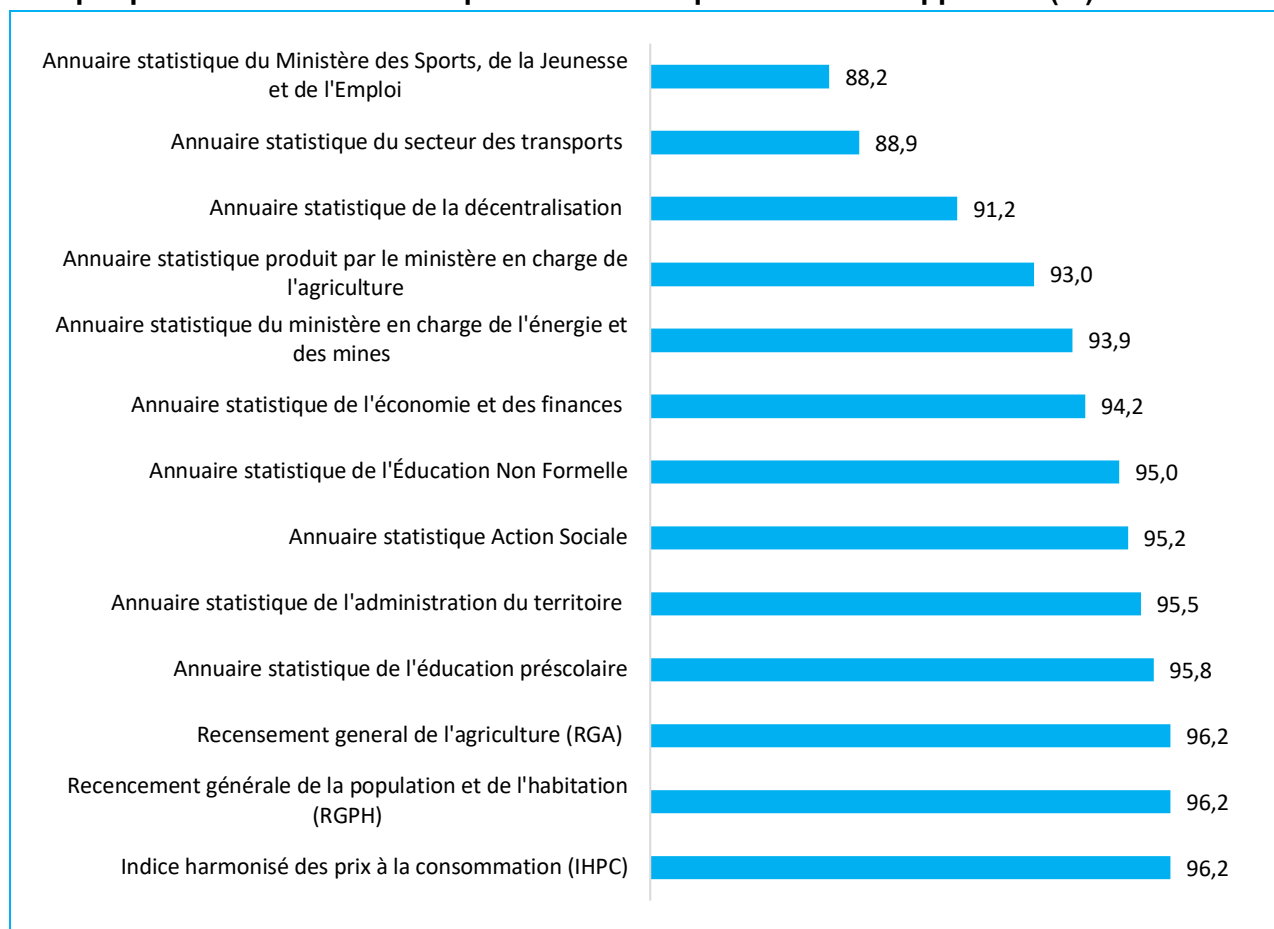 Annuaire statistique du Ministère des Sports, de la Jeunesse
et de l'Emploi
88,2
Annuaire statistique du secteur des transports
88,9
Annuaire statistique de la décentralisation
91,2
Annuaire statistique produit par le ministère en charge de
l'agriculture
93,0
Annuaire statistique du ministère en charge de l'énergie et
des mines
93,9
Annuaire statistique de l'économie et des finances
94,2
Annuaire statistique de l'Éducation Non Formelle
95,0
Annuaire statistique Action Sociale
95,2
Annuaire statistique de l'administration du territoire
95,5
Annuaire statistique de l'éducation préscolaire
95,8
Recensement general de l'agriculture (RGA)
96,2
Recencement générale de la population et de l'habitation
(RGPH)
96,2
Indice harmonisé des prix à la consommation (IHPC)
96,2